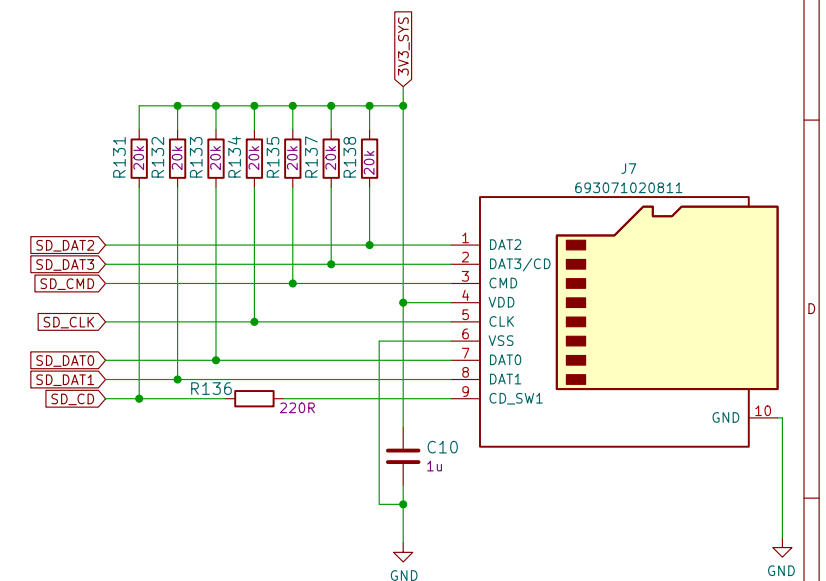 3V3_SYS
R131
20k
R132
20k
R133
20k
R134
20k
R135
20k
R137
20k
R138
20k
J7
693071020811
SD_DAT2
1
DAT2
SD_DAT3
2
DAT3/CD
SD_CMD
3
CMD
4
VDD
D
SD_CLK
5
CLK
6
VSS
SD_DAT0
7
DAT0
SD_DAT1
8
DAT1
SD_CD
R136
220R
9
CD_SW1
GND
10
C10
1u
GND
GND